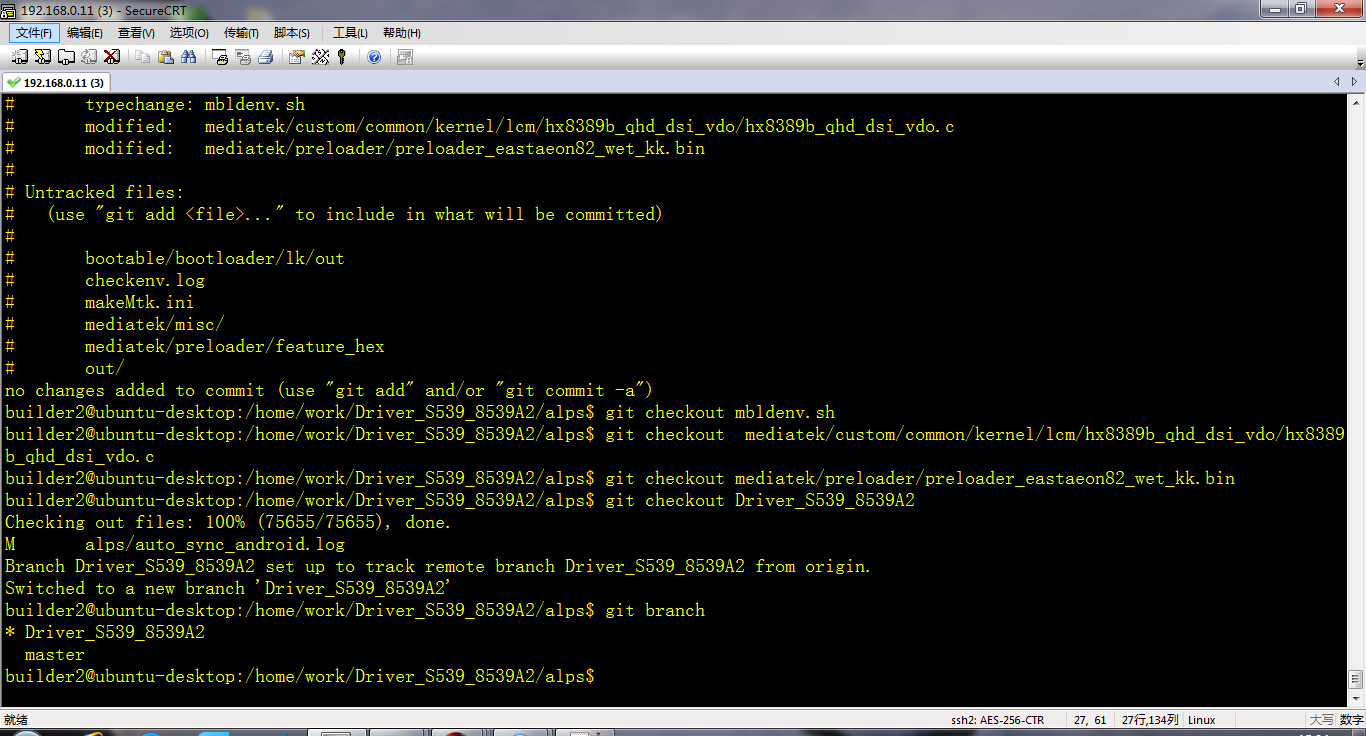 192.168.0.11 (3) - SecureCRT
文件(F) 编辑(E) 查看(V) 选项(O) 传输(T) 脚本(S) 工具(L) 帮助(H)
192.168.0.11 (3)
#       typechange: mbldenv.sh
#       modified:   mediatek/custom/common/kernel/lcm/hx8389b_qhd_dsi_vdo/hx8389b_qhd_dsi_vdo.c
#       modified:   mediatek/preloader/preloader_eastaeon82_wet_kk.bin
#
# Untracked files:
#   (use "git add <file>..." to include in what will be committed)
#
#       bootable/bootloader/lk/out
#       checkenv.log
#       makeMtk.ini
#       mediatek/misc/
#       mediatek/preloader/feature_hex
#       out/
no changes added to commit (use "git add" and/or "git commit -a")
builder2@ubuntu-desktop:/home/work/Driver_S539_8539A2/alps$ git checkout mbldenv.sh
builder2@ubuntu-desktop:/home/work/Driver_S539_8539A2/alps$ git checkout  mediatek/custom/common/kernel/lcm/hx8389b_qhd_dsi_vdo/hx8389
b_qhd_dsi_vdo.c
builder2@ubuntu-desktop:/home/work/Driver_S539_8539A2/alps$ git checkout mediatek/preloader/preloader_eastaeon82_wet_kk.bin
builder2@ubuntu-desktop:/home/work/Driver_S539_8539A2/alps$ git checkout Driver_S539_8539A2
Checking out files: 100% (75655/75655), done.
M       alps/auto_sync_android.log
Branch Driver_S539_8539A2 set up to track remote branch Driver_S539_8539A2 from origin.
Switched to a new branch 'Driver_S539_8539A2'
builder2@ubuntu-desktop:/home/work/Driver_S539_8539A2/alps$ git branch
* Driver_S539_8539A2
  master
builder2@ubuntu-desktop:/home/work/Driver_S539_8539A2/alps$
就绪 ssh2: AES-256-CTR 27, 61 27行,134列 Linux 大写 数字